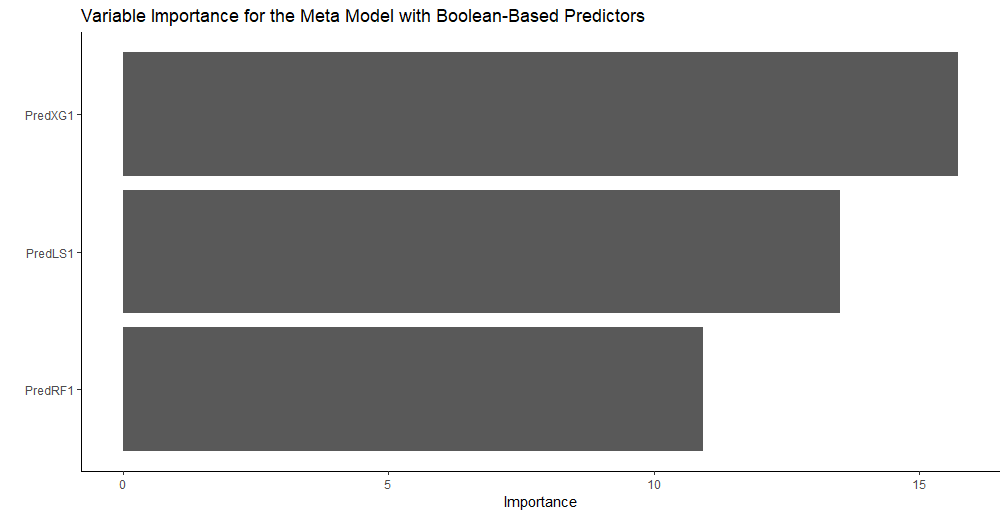 Variable Importance for the Meta Model with Boolean-Based Predictors
PredXG1
PredLS1
PredRF1
0 5 10 15
Importance